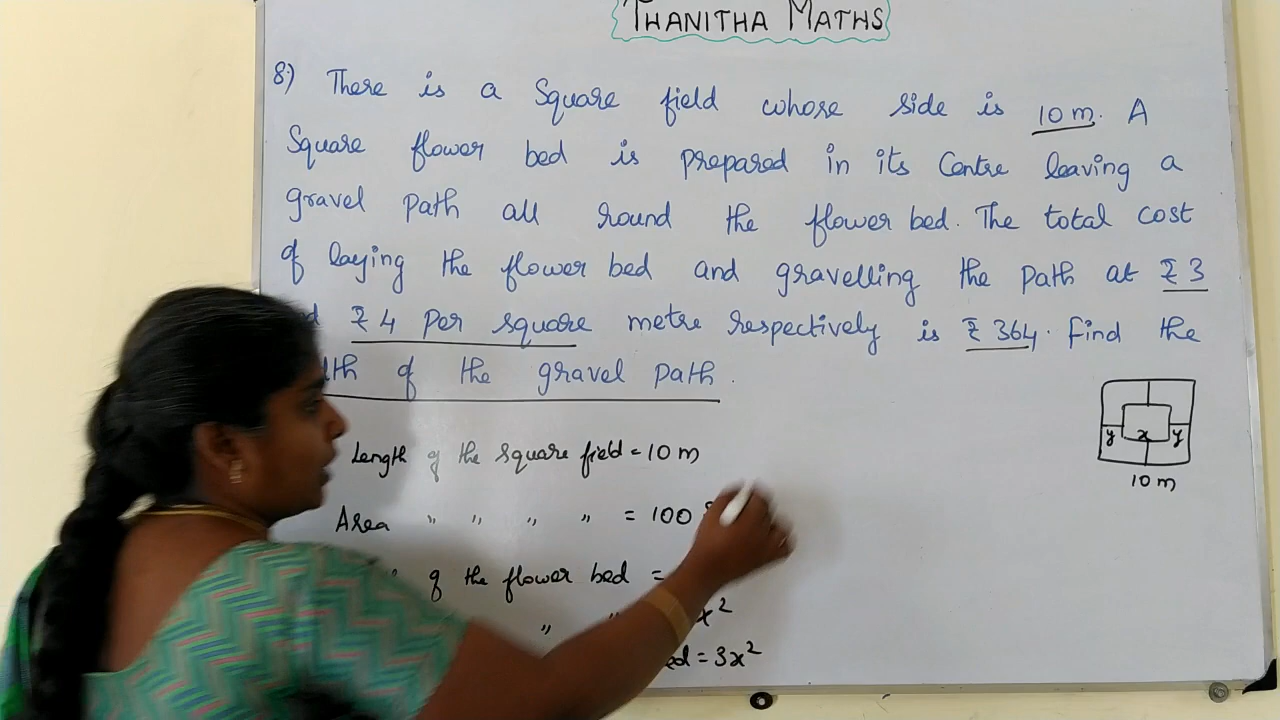 THANITHA MATHS
8) There is a Square field whose side is 10 m. A
Square flower bed is prepared in its Centre leaving a
gravel path all round the flower bed. The total cost
of laying the flower bed and gravelling the path at ₹ 3
₹ 4 Per square metre respectively is ₹ 364. Find the
of the gravel path.
Length of the square field = 10 m
Area " " " " = 100
of the flower bed =
" " x²
= 3x²
y x y
10 m